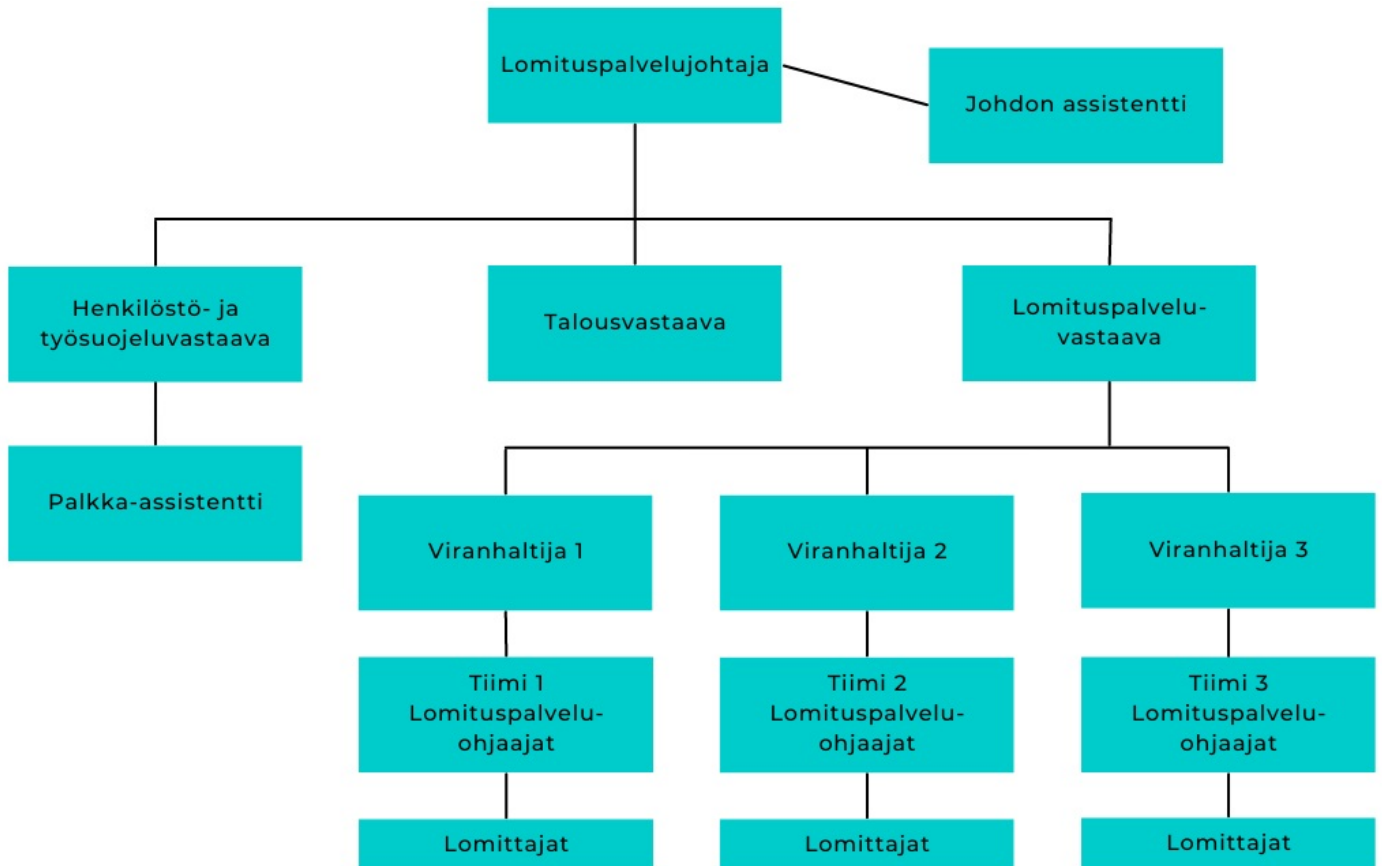 Lomituspalvelujohtaja
Johdon assistentti
Henkilöstö- ja
työsuojeluvastaava
Talousvastaava
Lomituspalvelu-
vastaava
Palkka-assistentti
Viranhaltija 1
Viranhaltija 2
Viranhaltija 3
Tiimi 1
Lomituspalvelu-
ohjaajat
Tiimi 2
Lomituspalvelu-
ohjaajat
Tiimi 3
Lomituspalvelu-
ohjaajat
Lomittajat
Lomittajat
Lomittajat